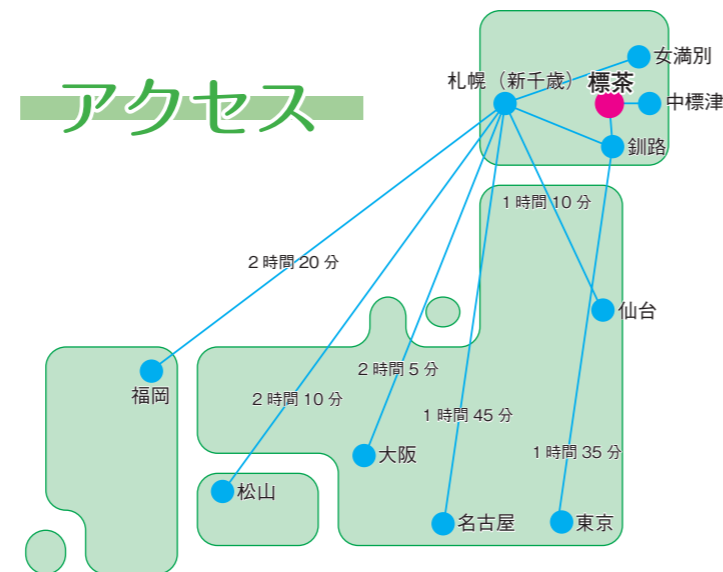 アクセス
女満別
札幌（新千歳）
標茶
中標津
釧路
1時間10分
2時間20分
仙台
福岡
2時間5分
2時間10分
1時間45分
大阪
1時間35分
松山
名古屋
東京